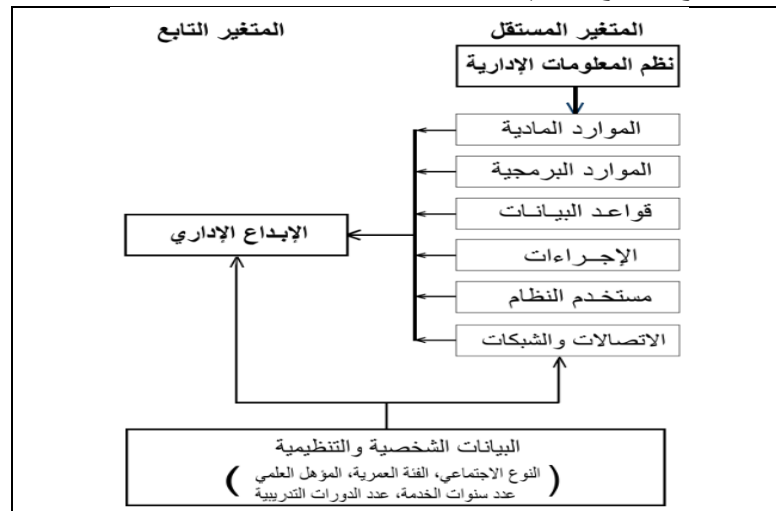 المتغير المستقل
المتغير التابع
نظم المعلومات الإدارية
الموارد المادية
الموارد البرمجية
قواعد البيانات
الإجراءات
مستخدم النظام
الاتصالات والشبكات
الإبداع الإداري
البيانات الشخصية والتنظيمية
(النوع الاجتماعي، الفئة العمرية، المؤهل العلمي
عدد سنوات الخدمة، عدد الدورات التدريبية)